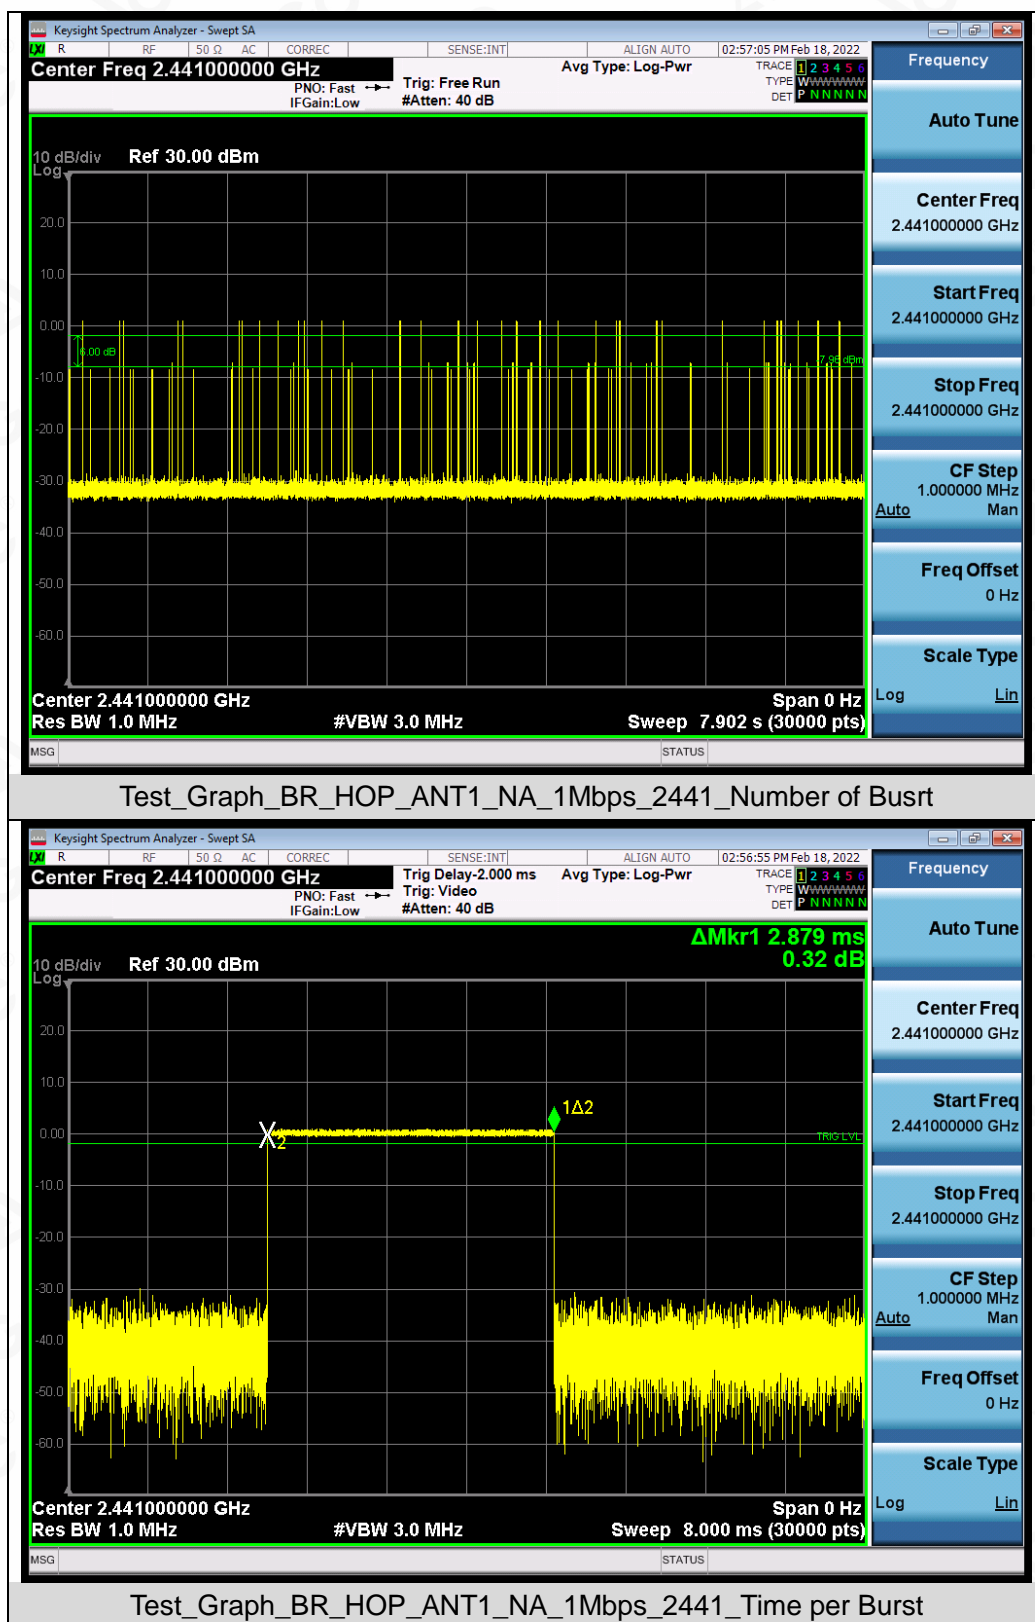 Keysight Spectrum Analyzer - Swept SA
LXI R RF 50 Ω AC CORREC SENSE:INT ALIGN AUTO 02:57:05 PM Feb 18, 2022
Center Freq 2.441000000 GHz
PNO: Fast
IFGain:Low
Trig: Free Run
#Atten: 40 dB
Avg Type: Log-Pwr
TRACE 1 2 3 4 5 6
TYPE WWWWWW
DET P N N N N N
Frequency
Auto Tune
Center Freq
2.441000000 GHz
Start Freq
2.441000000 GHz
Stop Freq
2.441000000 GHz
CF Step
1.000000 MHz
Auto Man
Freq Offset
0 Hz
Scale Type
Log Lin
10 dB/div Ref 30.00 dBm
Log
20.0
10.0
0.00
6.00 dB
-7.96 dBm
-10.0
-20.0
-30.0
-40.0
-50.0
-60.0
Center 2.441000000 GHz Span 0 Hz
Res BW 1.0 MHz #VBW 3.0 MHz Sweep 7.902 s (30000 pts)
MSG STATUS
Test_Graph_BR_HOP_ANT1_NA_1Mbps_2441_Number of Busrt
Keysight Spectrum Analyzer - Swept SA
LXI R RF 50 Ω AC CORREC SENSE:INT ALIGN AUTO 02:56:55 PM Feb 18, 2022
Center Freq 2.441000000 GHz
PNO: Fast
IFGain:Low
Trig Delay-2.000 ms
Trig: Video
#Atten: 40 dB
Avg Type: Log-Pwr
TRACE 1 2 3 4 5 6
TYPE WWWWWW
DET P N N N N N
Frequency
Auto Tune
Center Freq
2.441000000 GHz
Start Freq
2.441000000 GHz
Stop Freq
2.441000000 GHz
CF Step
1.000000 MHz
Auto Man
Freq Offset
0 Hz
Scale Type
Log Lin
ΔMkr1 2.879 ms
0.32 dB
10 dB/div Ref 30.00 dBm
Log
20.0
10.0
1Δ2
0.00
2
TRIG LVL
-10.0
-20.0
-30.0
-40.0
-50.0
-60.0
Center 2.441000000 GHz Span 0 Hz
Res BW 1.0 MHz #VBW 3.0 MHz Sweep 8.000 ms (30000 pts)
MSG STATUS
Test_Graph_BR_HOP_ANT1_NA_1Mbps_2441_Time per Burst